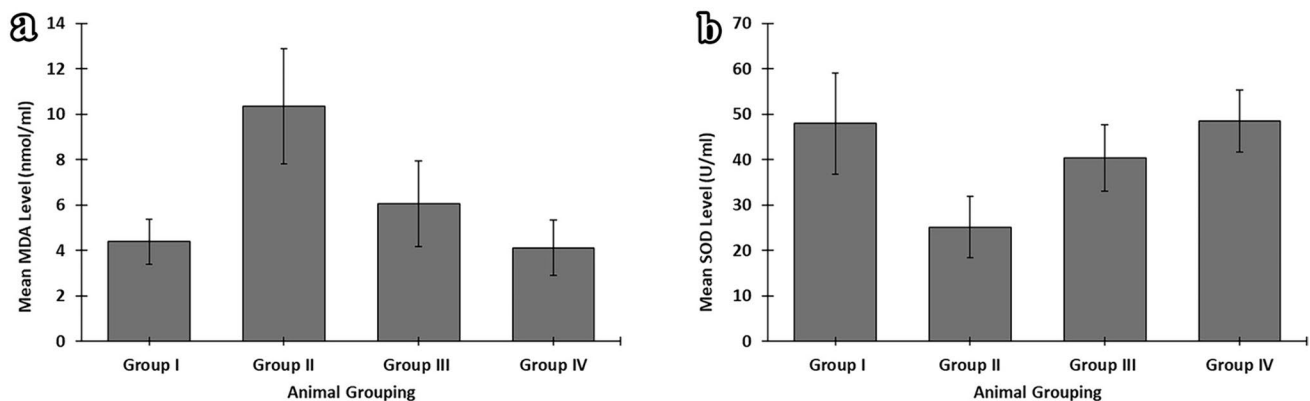 a
Mean MDA Level (nmol/ml)
14
12
10
8
6
4
2
0
Group I Group II Group III Group IV
Animal Grouping
b
Mean SOD Level (U/ml)
70
60
50
40
30
20
10
0
Group I Group II Group III Group IV
Animal Grouping